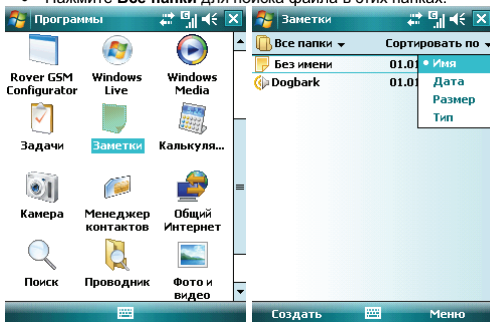 • Нажмите Все папки для поиска файла в этих папках.
Программы
Rover GSM Configurator
Windows Live
Windows Media
Задачи
Заметки
Калькуля...
Камера
Менеджер контактов
Общий Интернет
Поиск
Проводник
Фото и видео
Заметки
Все папки
Сортировать по
Без имени 01.01
Dogbark 01.01
Имя
Дата
Размер
Тип
Создать
Меню